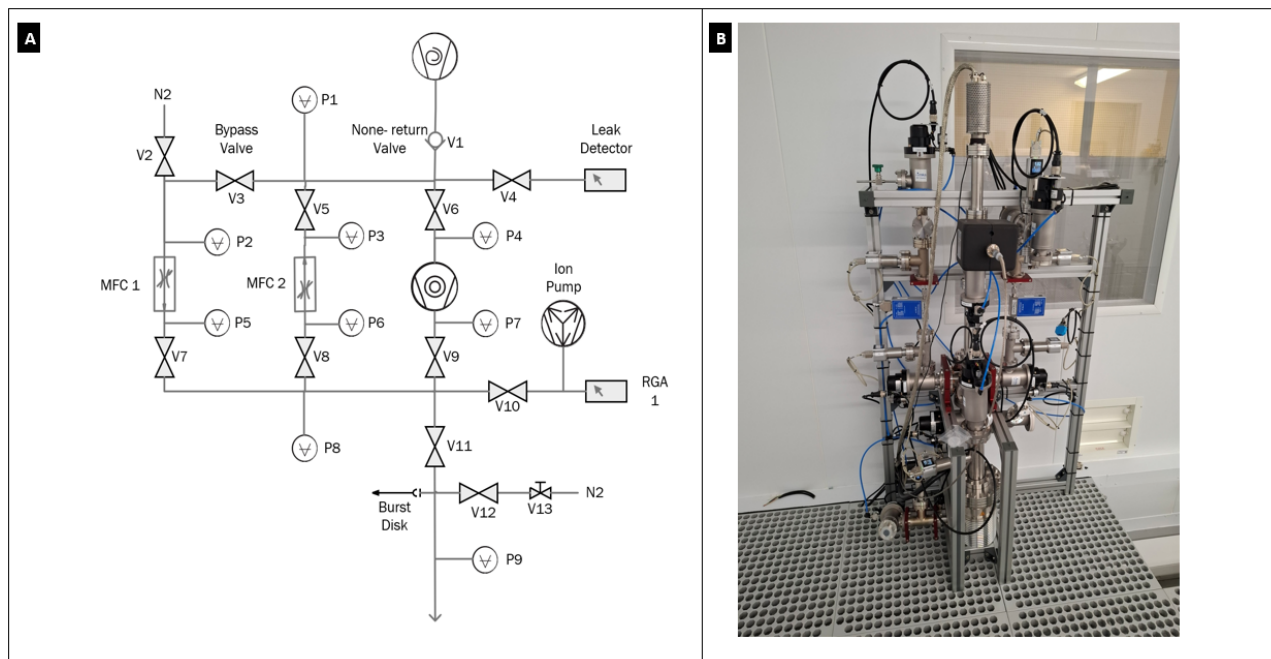 A
B
N2
P1
Bypass
Valve
None- return
Valve
V1
Leak
Detector
V2
V3
V5
V6
V4
P2
P3
P4
MFC 1
MFC 2
Ion
Pump
P5
P6
P7
V7
V8
V9
V10
RGA
1
P8
V11
Burst
Disk
V12
V13
N2
P9